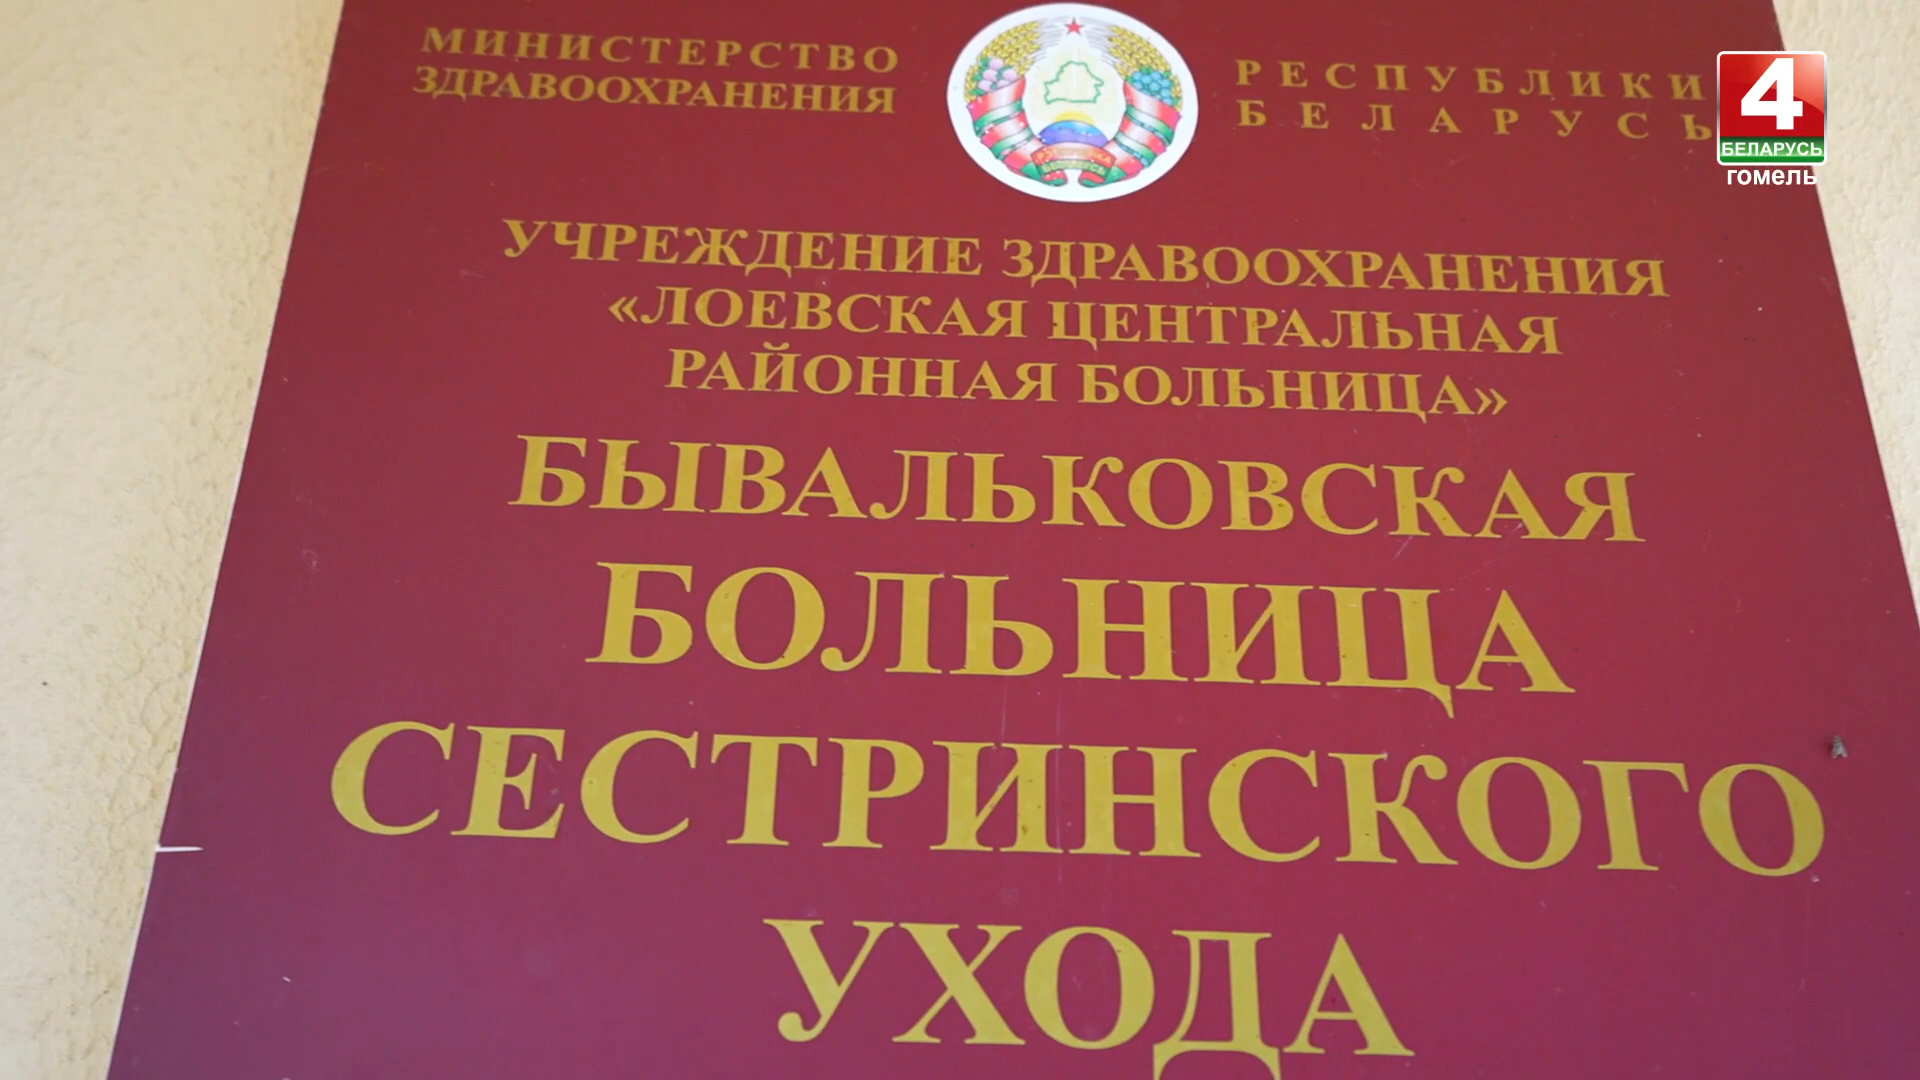 МИНИСТЕРСТВО
ЗДРАВООХРАНЕНИЯ
РЕСПУБЛИКИ
БЕЛАРУСЬ
УЧРЕЖДЕНИЕ ЗДРАВООХРАНЕНИЯ
«ЛОЕВСКАЯ ЦЕНТРАЛЬНАЯ
РАЙОННАЯ БОЛЬНИЦА»
БЫВАЛЬКОВСКАЯ
БОЛЬНИЦА
СЕСТРИНСКОГО
УХОДА
4
БЕЛАРУСЬ
гомель